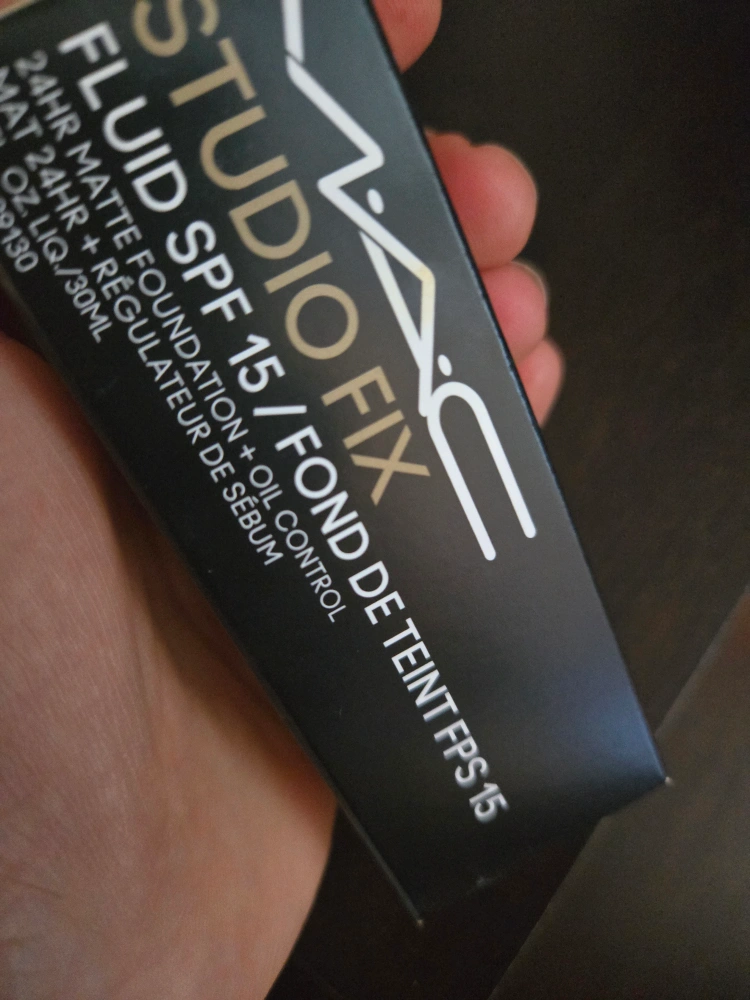 MAC
STUDIO FIX
FLUID SPF 15 / FOND DE TEINT FPS 15
24HR MATTE FOUNDATION + OIL CONTROL
MAT 24HR + RÉGULATEUR DE SÉBUM
OZ. LIQ./30ML